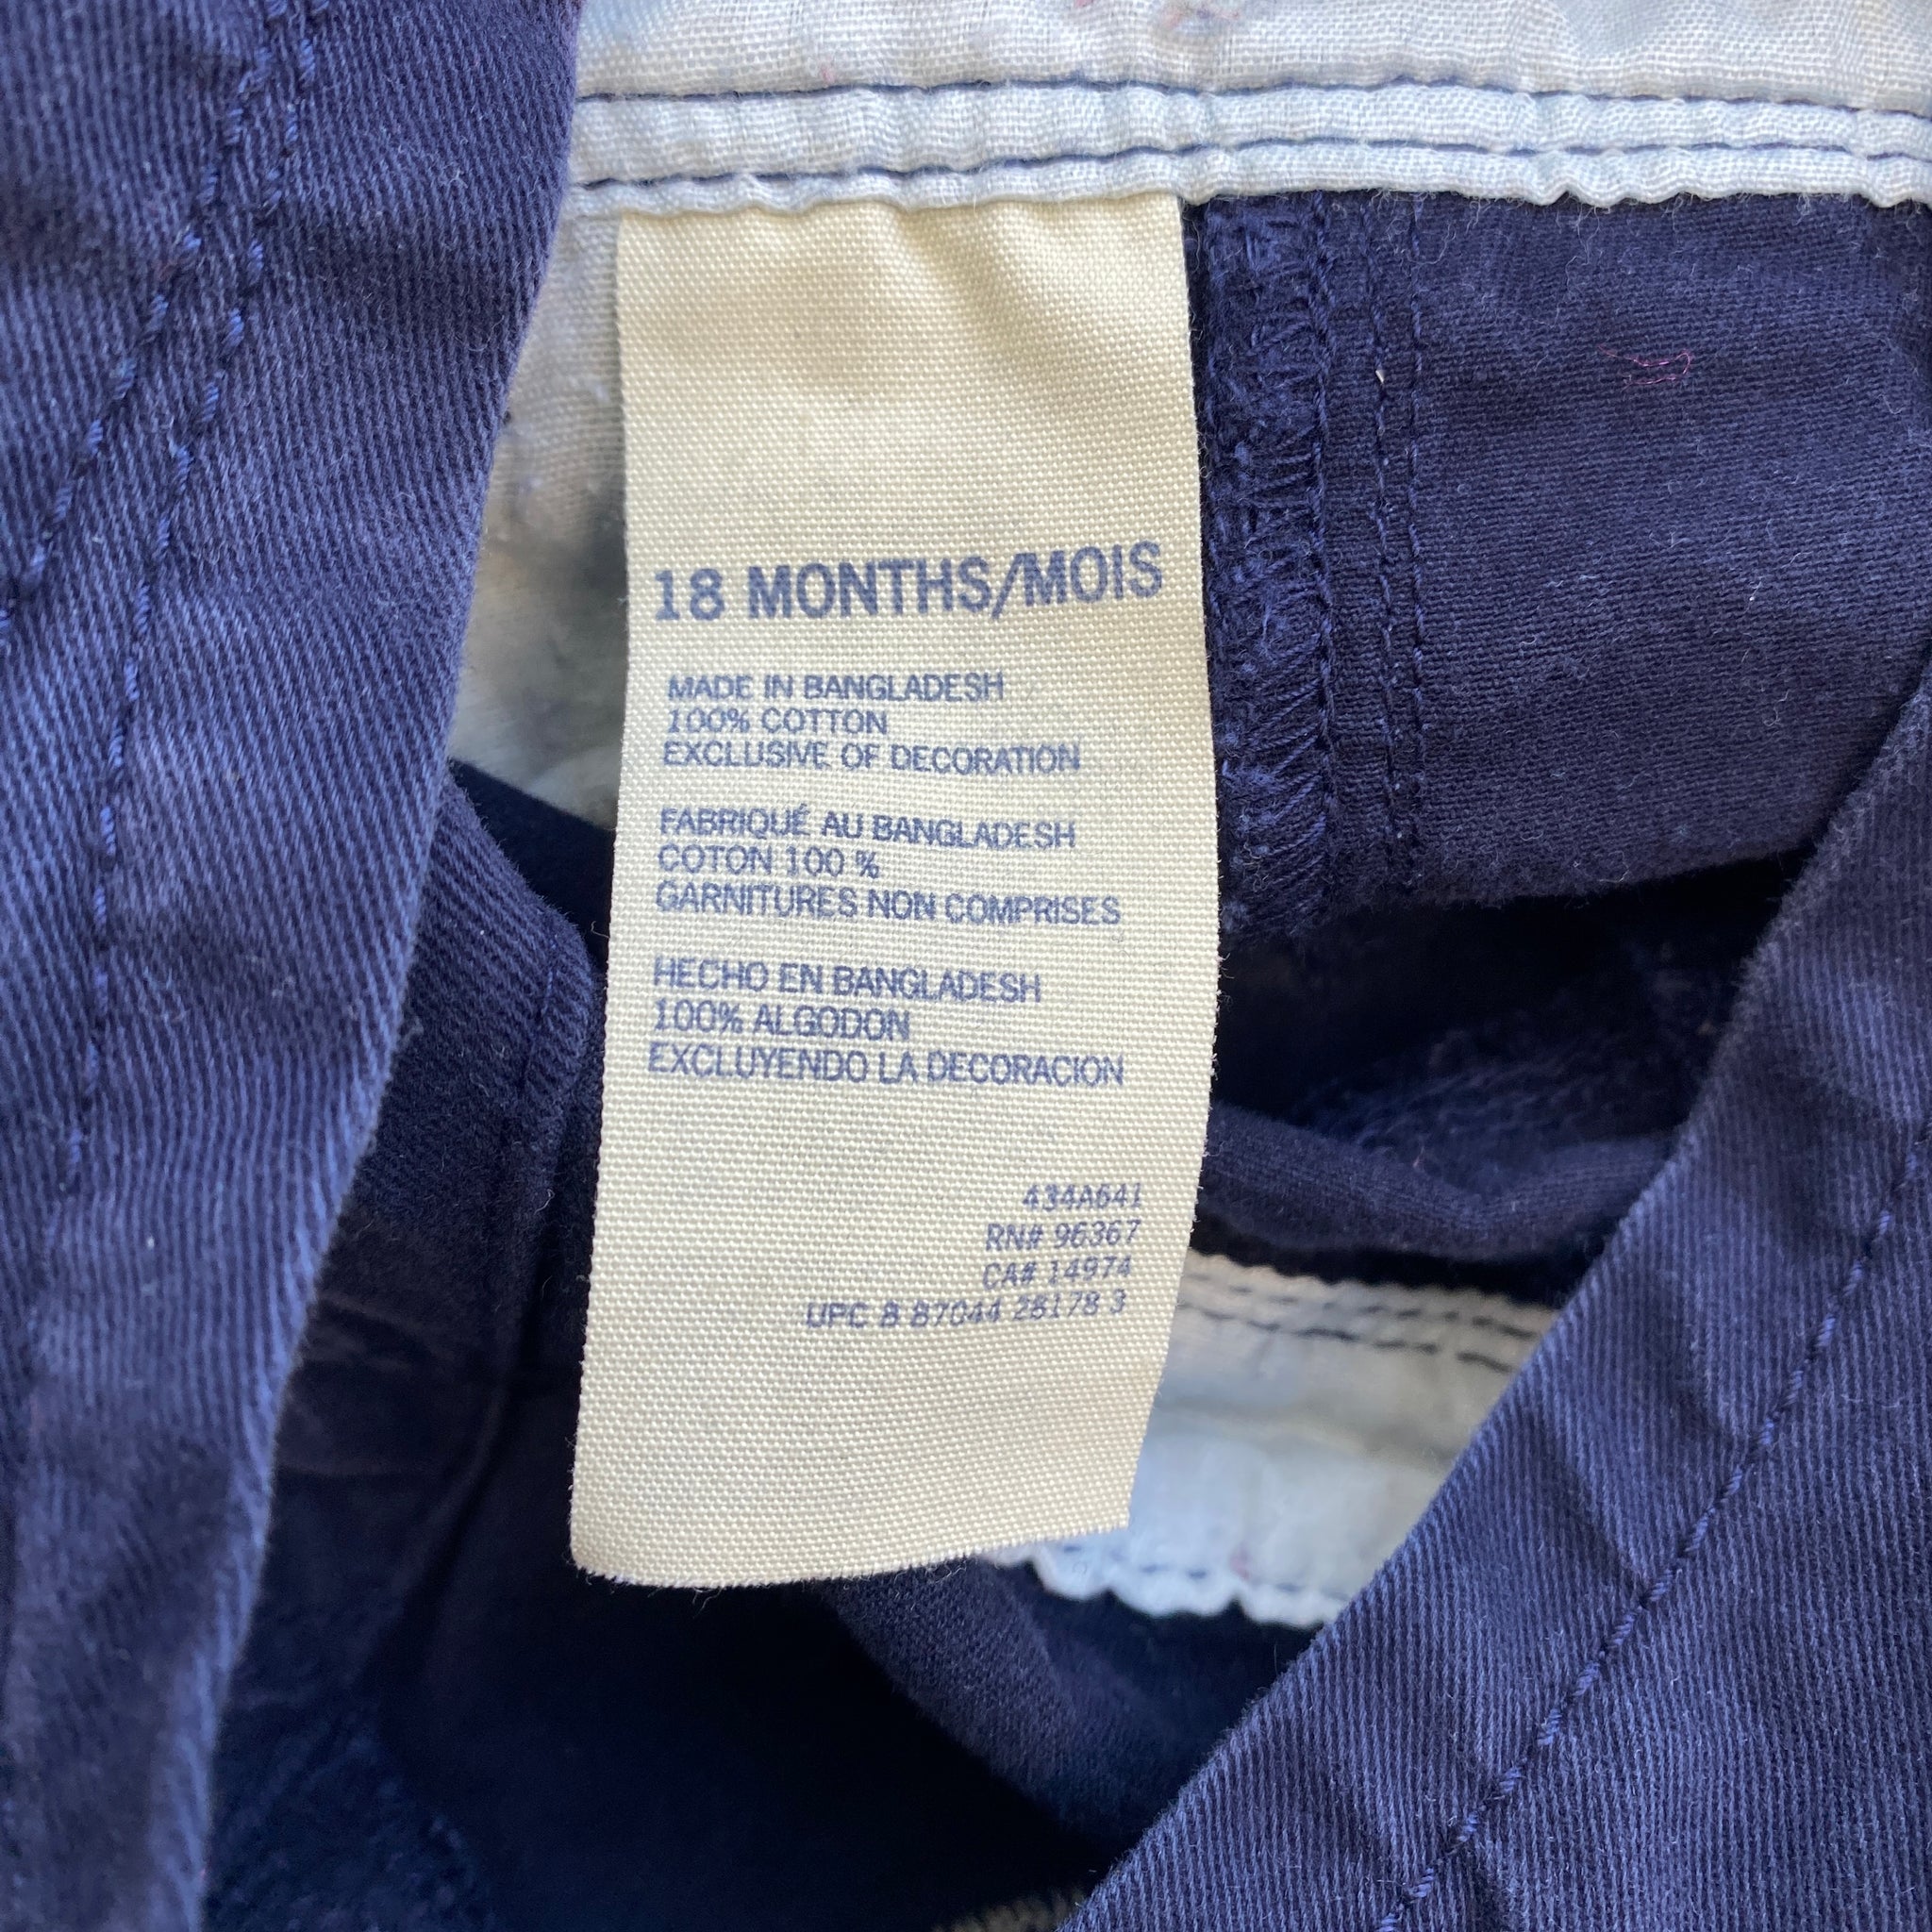 18 MONTHS/MOIS
MADE IN BANGLADESH
100% COTTON
EXCLUSIVE OF DECORATION
FABRIQUÉ AU BANGLADESH
COTON 100 %
GARNITURES NON COMPRISES
HECHO EN BANGLADESH
100% ALGODON
EXCLUYENDO LA DECORACION
434A641
RN# 96367
CA# 14974
UPC 8 87044 28178 3